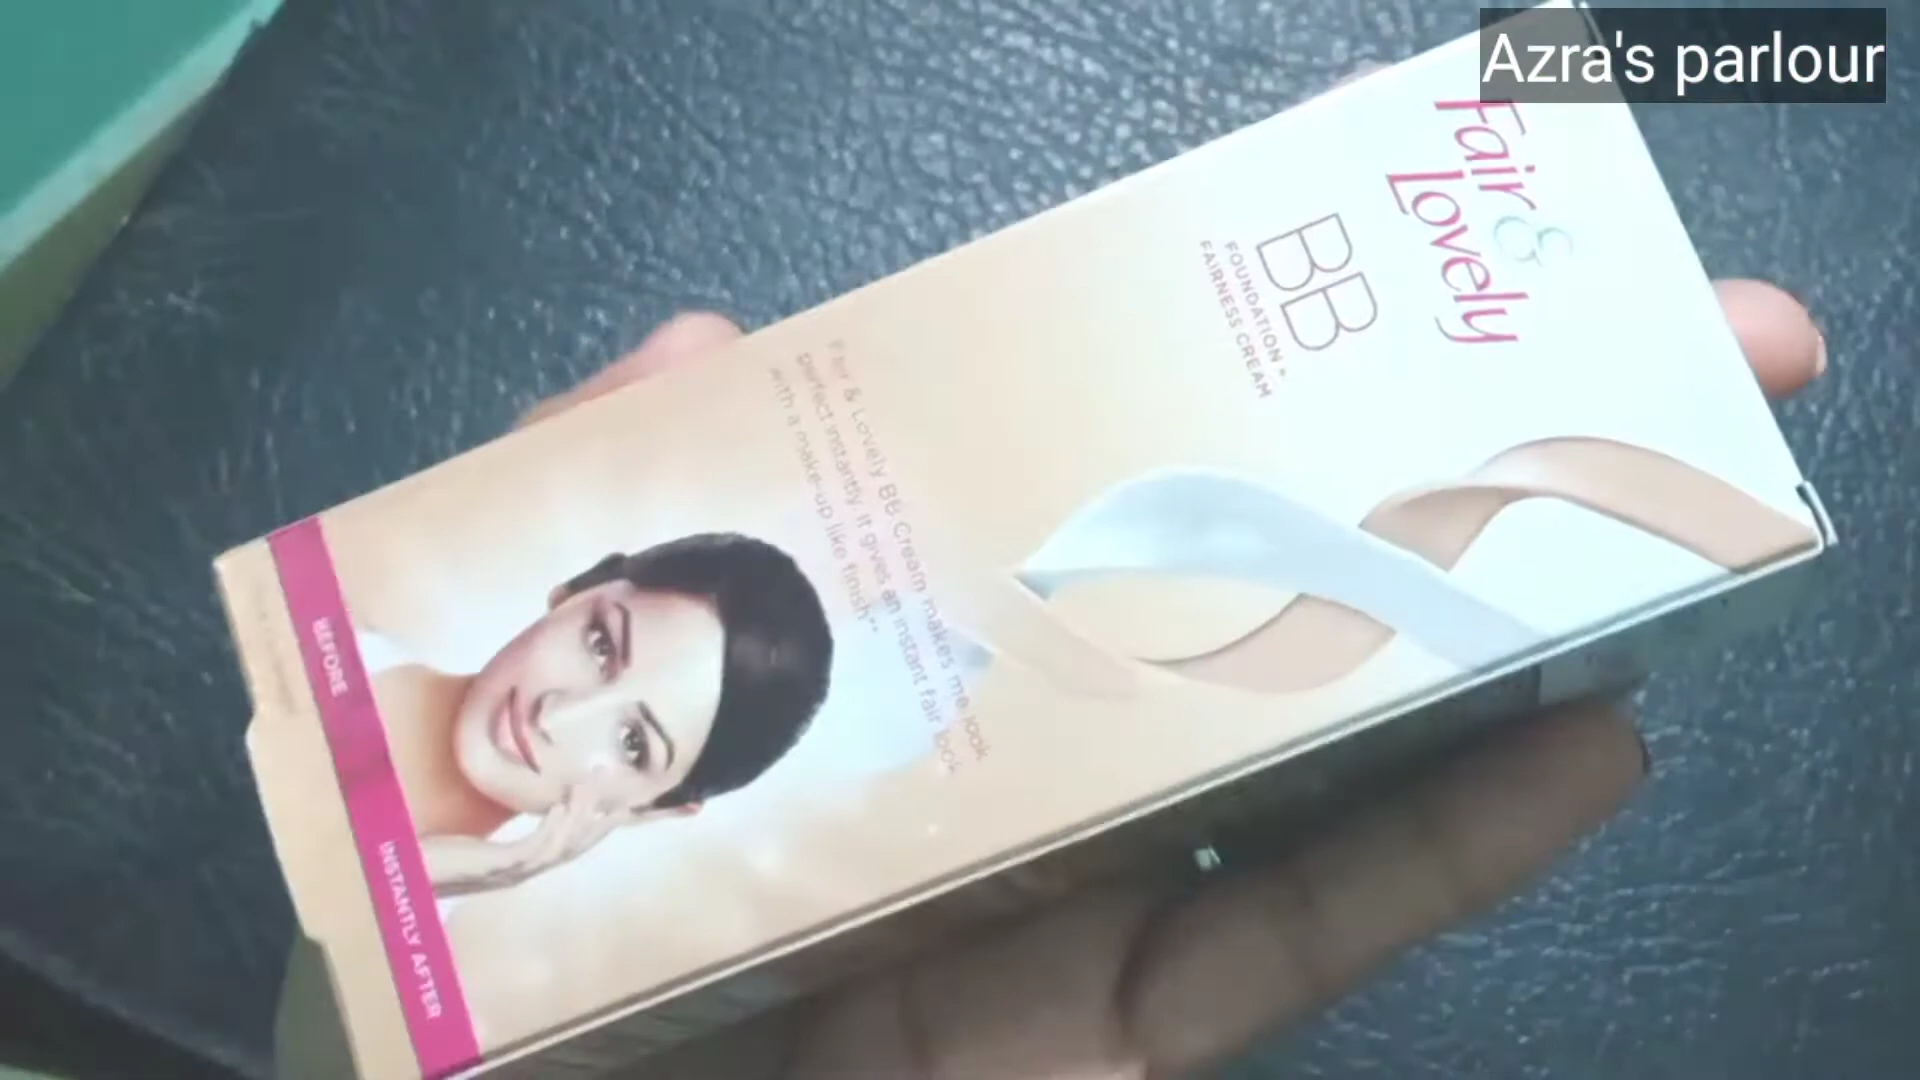 Azra's parlour
Fair &
Lovely
BB
FOUNDATION+
FAIRNESS CREAM
Fair & Lovely BB Cream makes me look
perfect instantly. It gives an instant fair look
with a make-up like finish**
BEFORE
INSTANTLY AFTER